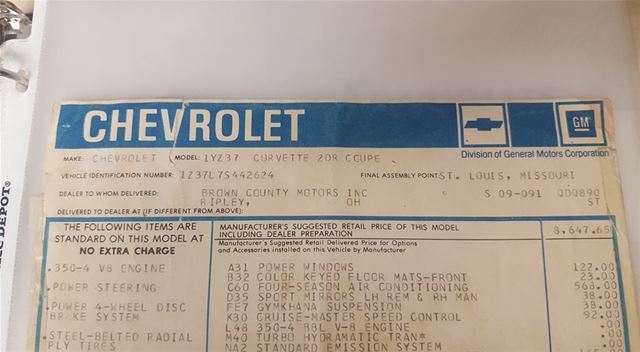 CHEVROLET
GM
Division of General Motors Corporation
MAKE: CHEVROLET MODEL: 1YZ37 CORVETTE 2DR COUPE
VEHICLE IDENTIFICATION NUMBER: 1Z37L7S442624 FINAL ASSEMBLY POINT: ST. LOUIS, MISSOURI
DEALER TO WHOM DELIVERED: BROWN COUNTY MOTORS INC S 09-091 QD0890
RIPLEY, OH ST
DELIVERED TO DEALER AT (IF DIFFERENT FROM ABOVE):
THE FOLLOWING ITEMS ARE
STANDARD ON THIS MODEL AT
NO EXTRA CHARGE
MANUFACTURER'S SUGGESTED RETAIL PRICE OF THIS MODEL
INCLUDING DEALER PREPARATION 8,647.65
Manufacturer's Suggested Retail Delivered Price for Options
and Accessories installed on this Vehicle by Manufacturer
.350-4 V8 ENGINE
.POWER STEERING
.POWER 4-WHEEL DISC
BRAKE SYSTEM
.STEEL-BELTED RADIAL
PLY TIRES
A31 POWER WINDOWS 122.00
B32 COLOR KEYED FLOOR MATS-FRONT 23.00
C60 FOUR-SEASON AIR CONDITIONING 568.00
D35 SPORT MIRRORS LH REM & RH MAN 38.00
FE7 GYMKHANA SUSPENSION 38.00
K30 CRUISE-MASTER SPEED CONTROL 92.00
L48 350-4 BBL V-8 ENGINE .00
M40 TURBO HYDRAMATIC TRAN* .00
NA2 STANDARD EMISSION SYSTEM
DEPOT®